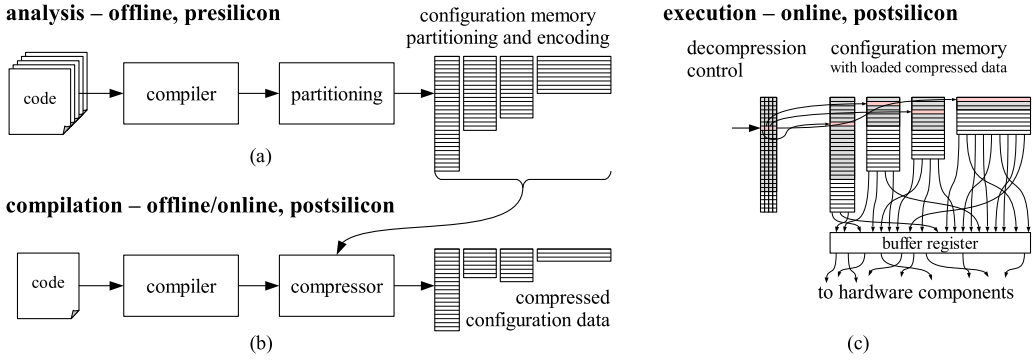 analysis – offline, presilicon
configuration memory
partitioning and encoding
code
compiler
partitioning
(a)
compilation – offline/online, postsilicon
code
compiler
compressor
compressed
configuration data
(b)
execution – online, postsilicon
decompression
control
configuration memory
with loaded compressed data
buffer register
to hardware components
(c)